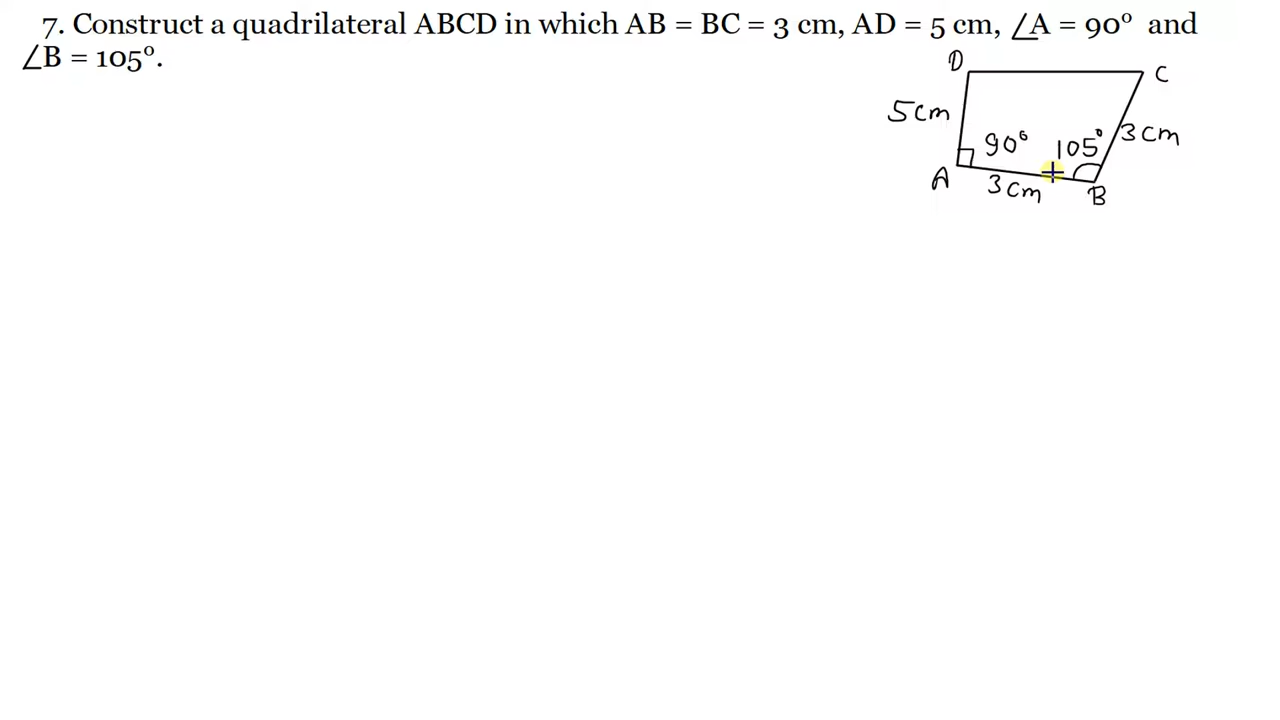 7. Construct a quadrilateral ABCD in which AB = BC = 3 cm, AD = 5 cm, ∠A = 90° and
∠B = 105°.
D
C
5cm
90°
105°
3cm
A
3cm
B